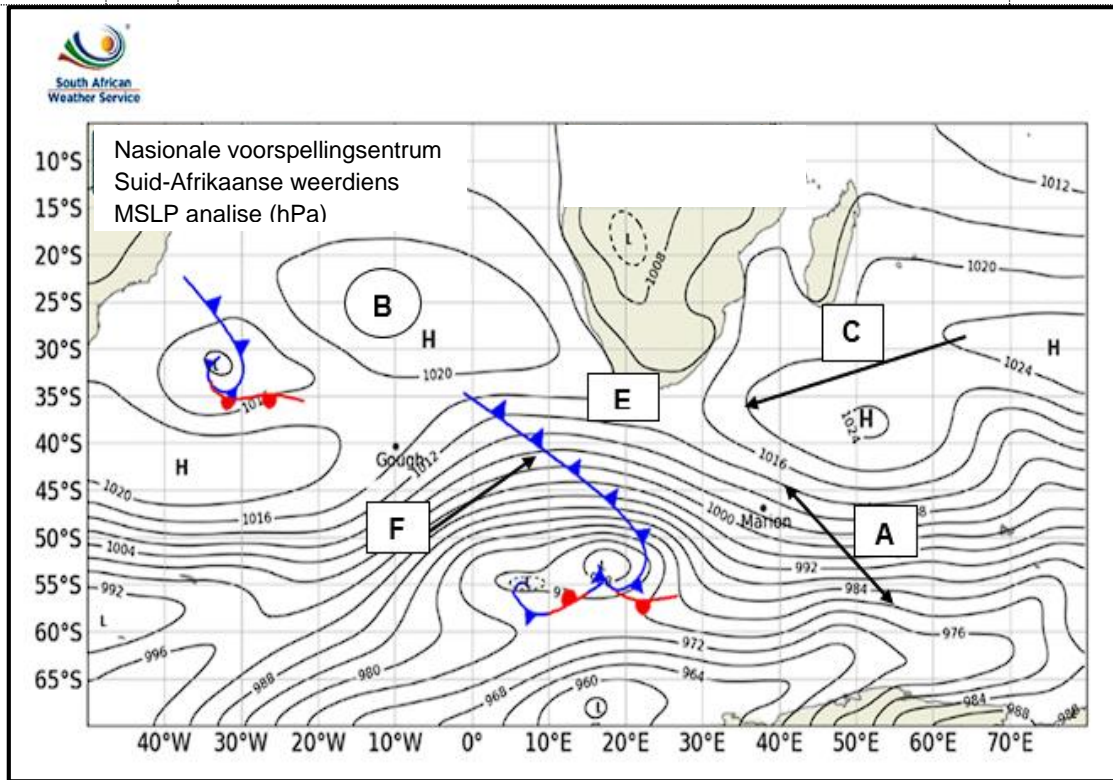 South African
Weather Service
Nasionale voorspellingsentrum
Suid-Afrikaanse weerdiens
MSLP analise (hPa)
10°S
15°S
20°S
25°S
30°S
35°S
40°S
45°S
50°S
55°S
60°S
65°S
1012
L
1008
1020
B
H
C
H
1024
1020
E
H
1024
H
Gough
1012
1016
1020
F
1000
Marion
A
1016
1004
992
992
984
L
996
976
972
988
980
964
968
960
984
988
40°W
30°W
20°W
10°W
0°
10°E
20°E
30°E
40°E
50°E
60°E
70°E